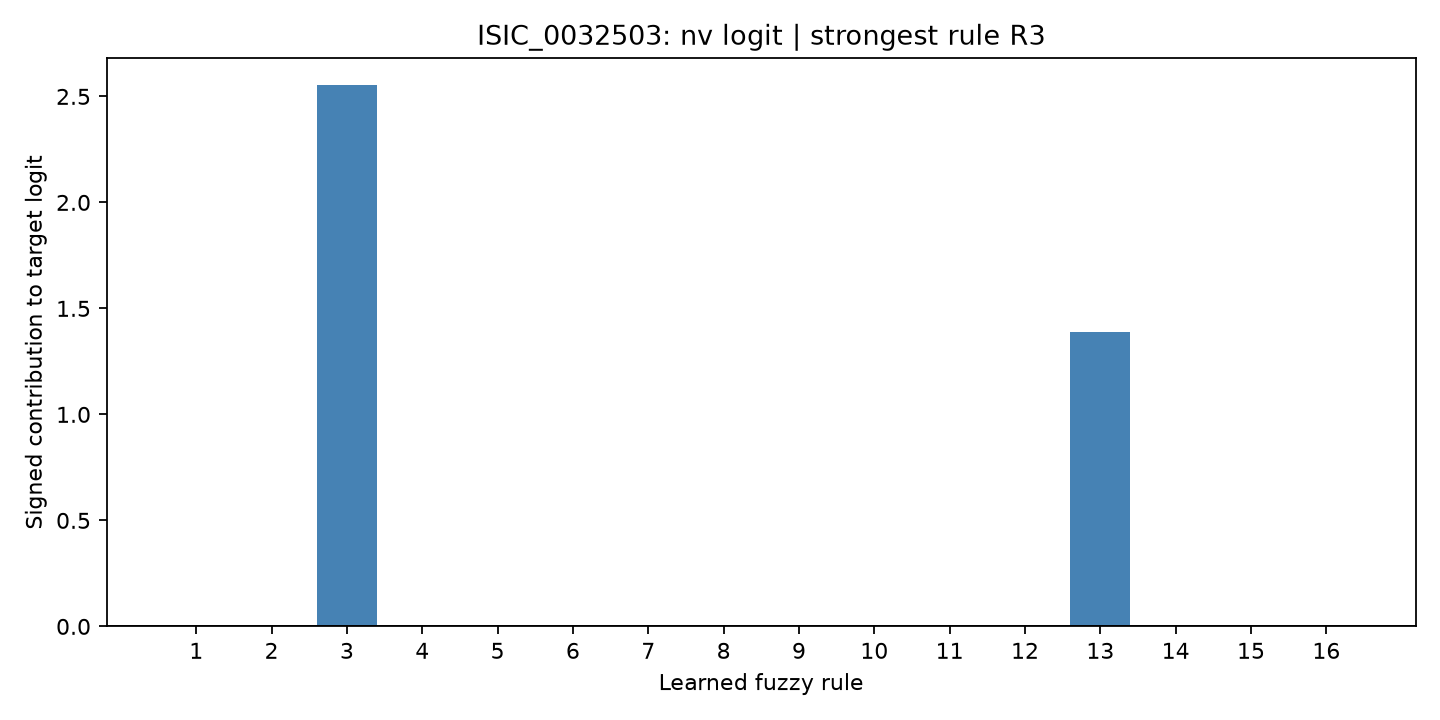 ISIC_0032503: nv logit | strongest rule R3
Signed contribution to target logit
2.5
2.0
1.5
1.0
0.5
0.0
1 2 3 4 5 6 7 8 9 10 11 12 13 14 15 16
Learned fuzzy rule